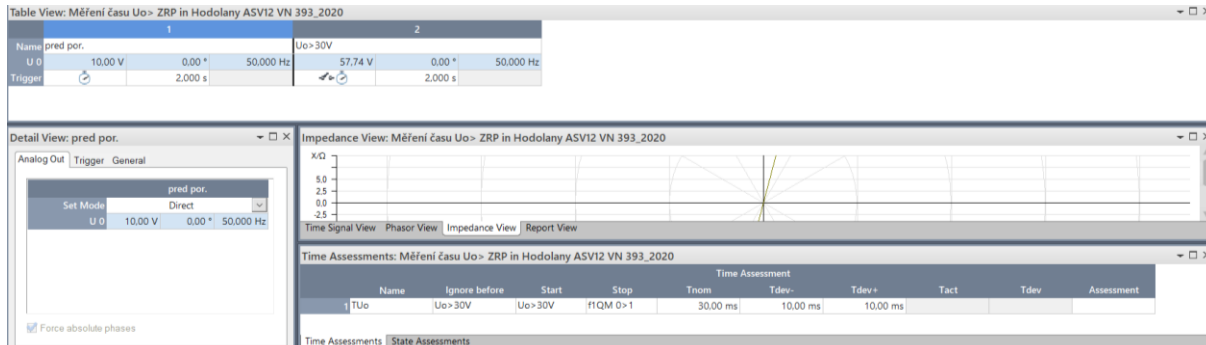 Table View: Měření času Uo> ZRP in Hodolany ASV12 VN 393_2020
1 2
Name pred por. Uo>30V
U 0 10,00 V 0,00 ° 50,000 Hz 57,74 V 0,00 ° 50,000 Hz
Trigger 2,000 s 2,000 s
Detail View: pred por.
Analog Out Trigger General
pred por.
Set Mode Direct
U 0 10,00 V 0,00 ° 50,000 Hz
Force absolute phases
Impedance View: Měření času Uo> ZRP in Hodolany ASV12 VN 393_2020
X/Ω
5,0
2,5
0,0
-2,5
Time Signal View Phasor View Impedance View Report View
Time Assessments: Měření času Uo> ZRP in Hodolany ASV12 VN 393_2020
Time Assessment
Name Ignore before Start Stop Tnom Tdev- Tdev+ Tact Tdev Assessment
1 TUo Uo>30V Uo>30V f1QM 0>1 30,00 ms 10,00 ms 10,00 ms
Time Assessments State Assessments